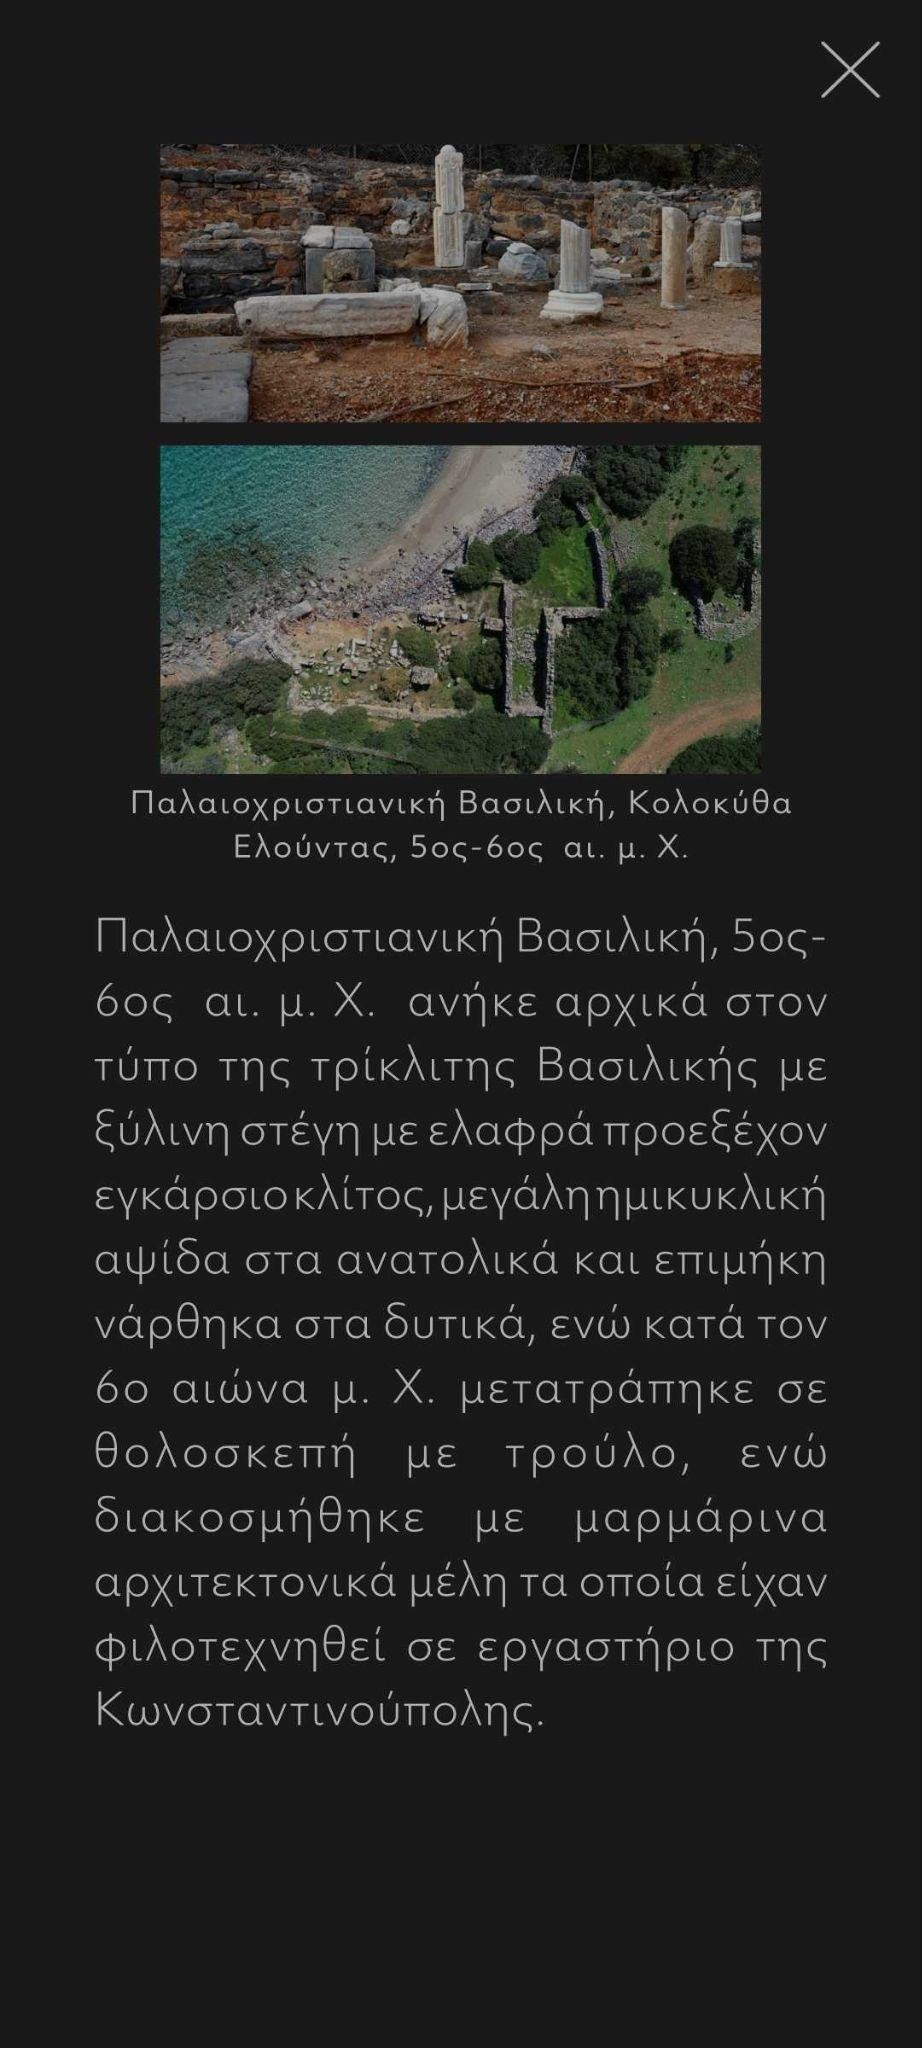 Παλαιοχριστιανική Βασιλική, Κολοκύθα
Ελούντας, 5ος-6ος αι. μ. Χ.
Παλαιοχριστιανική Βασιλική, 5ος-
6ος αι. μ. Χ. ανήκε αρχικά στον
τύπο της τρίκλιτης Βασιλικής με
ξύλινη στέγη με ελαφρά προεξέχον
εγκάρσιο κλίτος, μεγάλη ημικυκλική
αψίδα στα ανατολικά και επιμήκη
νάρθηκα στα δυτικά, ενώ κατά τον
6ο αιώνα μ. Χ. μετατράπηκε σε
θολοσκεπή με τρούλο, ενώ
διακοσμήθηκε με μαρμάρινα
αρχιτεκτονικά μέλη τα οποία είχαν
φιλοτεχνηθεί σε εργαστήριο της
Κωνσταντινούπολης.